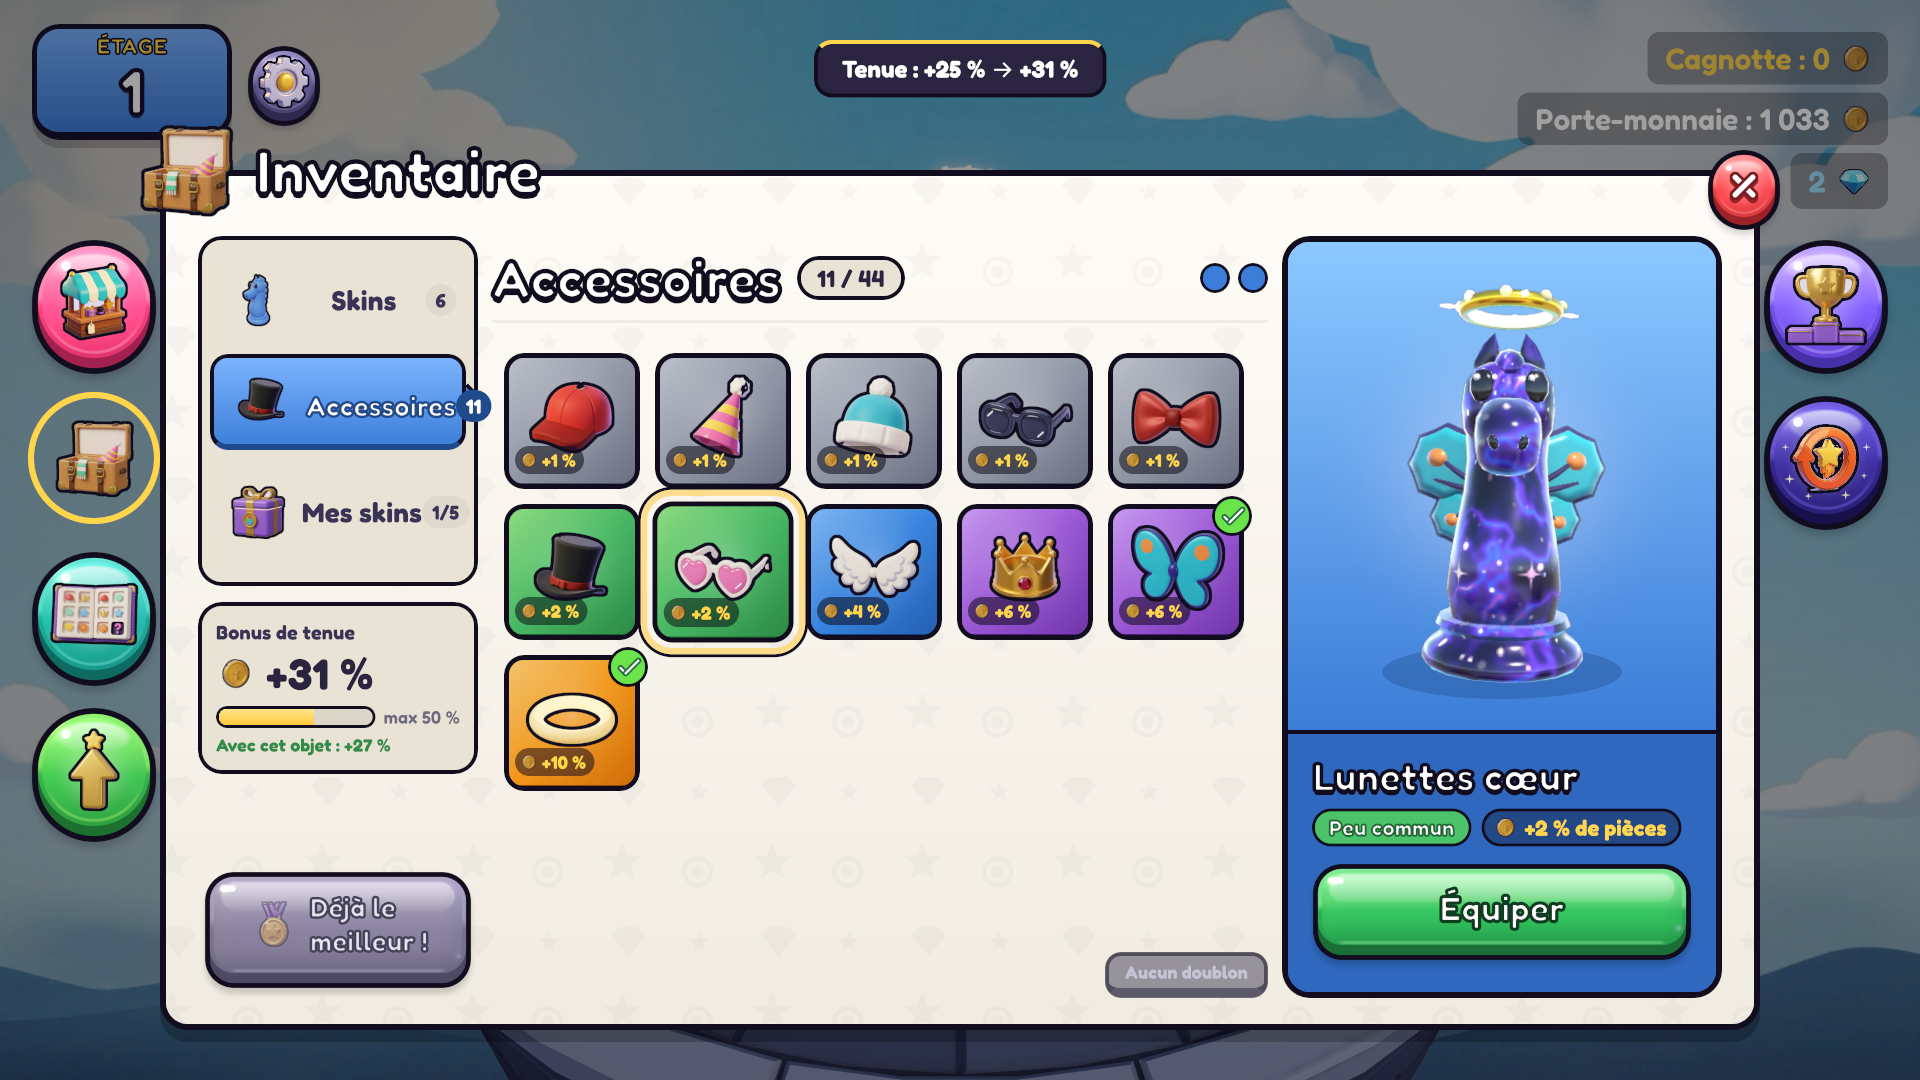 ÉTAGE
1
Tenue : +25 % → +31 %
Cagnotte : 0
Porte-monnaie : 1 033
2
Inventaire
Skins 6
Accessoires 11
Mes skins 1/5
Bonus de tenue
+31 %
max 50 %
Avec cet objet : +27 %
Déjà le
meilleur !
Accessoires 11 / 44
+1 %
+1 %
+1 %
+1 %
+1 %
+2 %
+2 %
+4 %
+6 %
+6 %
+10 %
Aucun doublon
Lunettes cœur
Peu commun
+2 % de pièces
Équiper